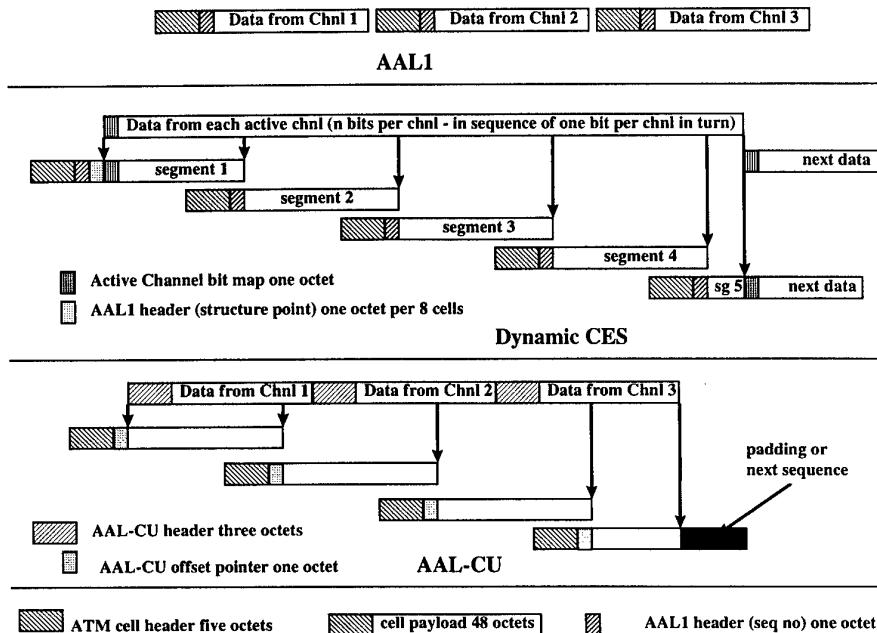 Data from Chnl 1 Data from Chnl 2 Data from Chnl 3
AAL1
Data from each active chnl (n bits per chnl - in sequence of one bit per chnl in turn)
segment 1
next data
segment 2
segment 3
segment 4
sg 5 next data
Active Channel bit map one octet
AAL1 header (structure point) one octet per 8 cells
Dynamic CES
Data from Chnl 1 Data from Chnl 2 Data from Chnl 3
padding or
next sequence
AAL-CU header three octets
AAL-CU offset pointer one octet
AAL-CU
ATM cell header five octets
cell payload 48 octets
AAL1 header (seq no) one octet